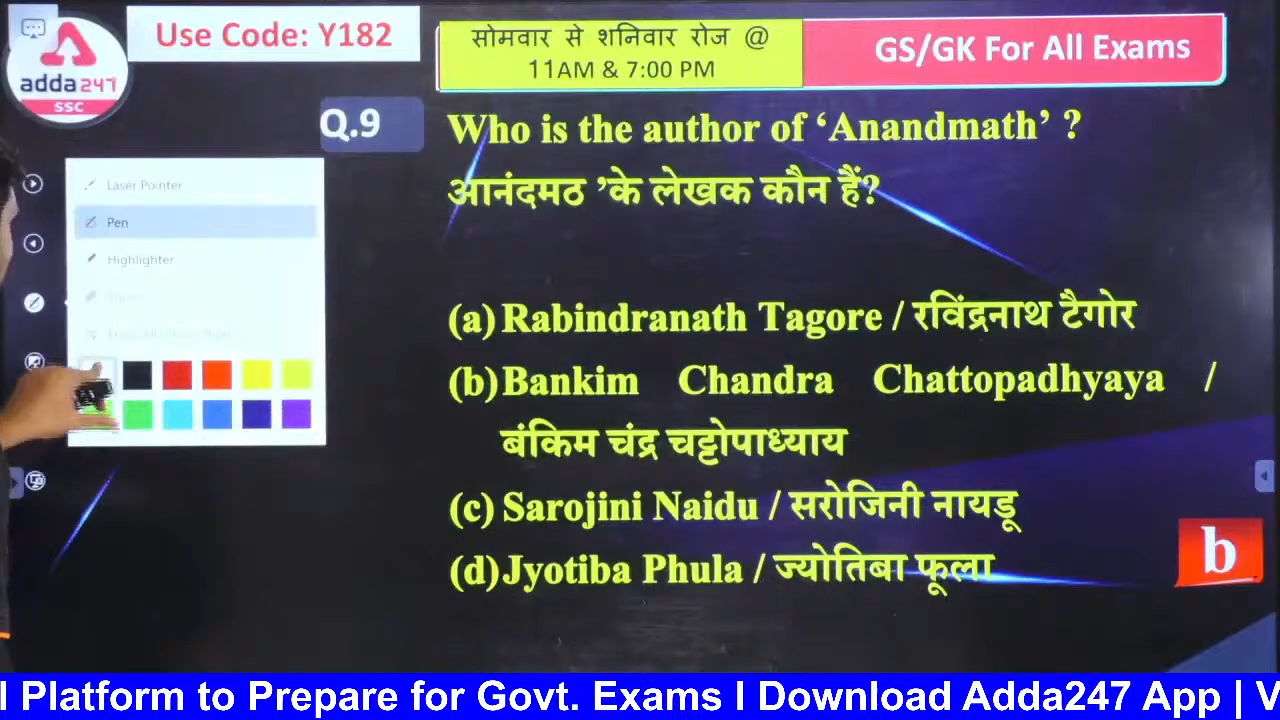 Use Code: Y182
सोमवार से शनिवार रोज @
11AM & 7:00 PM
GS/GK For All Exams
adda247
SSC
Q.9
Who is the author of ‘Anandmath’ ?
आनंदमठ ’के लेखक कौन हैं?
Laser Pointer
Pen
Highlighter
(a) Rabindranath Tagore / रविंद्रनाथ टैगोर
(b) Bankim Chandra Chattopadhyaya /
बंकिम चंद्र चट्टोपाध्याय
(c) Sarojini Naidu / सरोजिनी नायडू
(d) Jyotiba Phula / ज्योतिबा फूला
b
l Platform to Prepare for Govt. Exams I Download Adda247 App | V